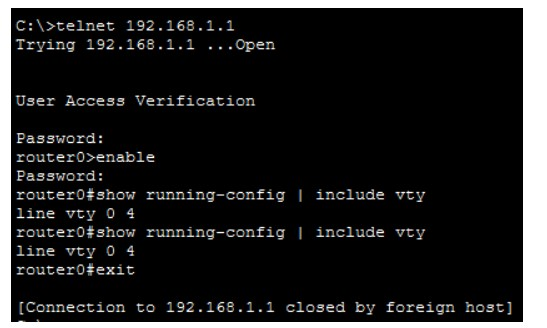 C:\>telnet 192.168.1.1
Trying 192.168.1.1 ...Open
User Access Verification
Password:
router0>enable
Password:
router0#show running-config | include vty
line vty 0 4
router0#show running-config | include vty
line vty 0 4
router0#exit
[Connection to 192.168.1.1 closed by foreign host]